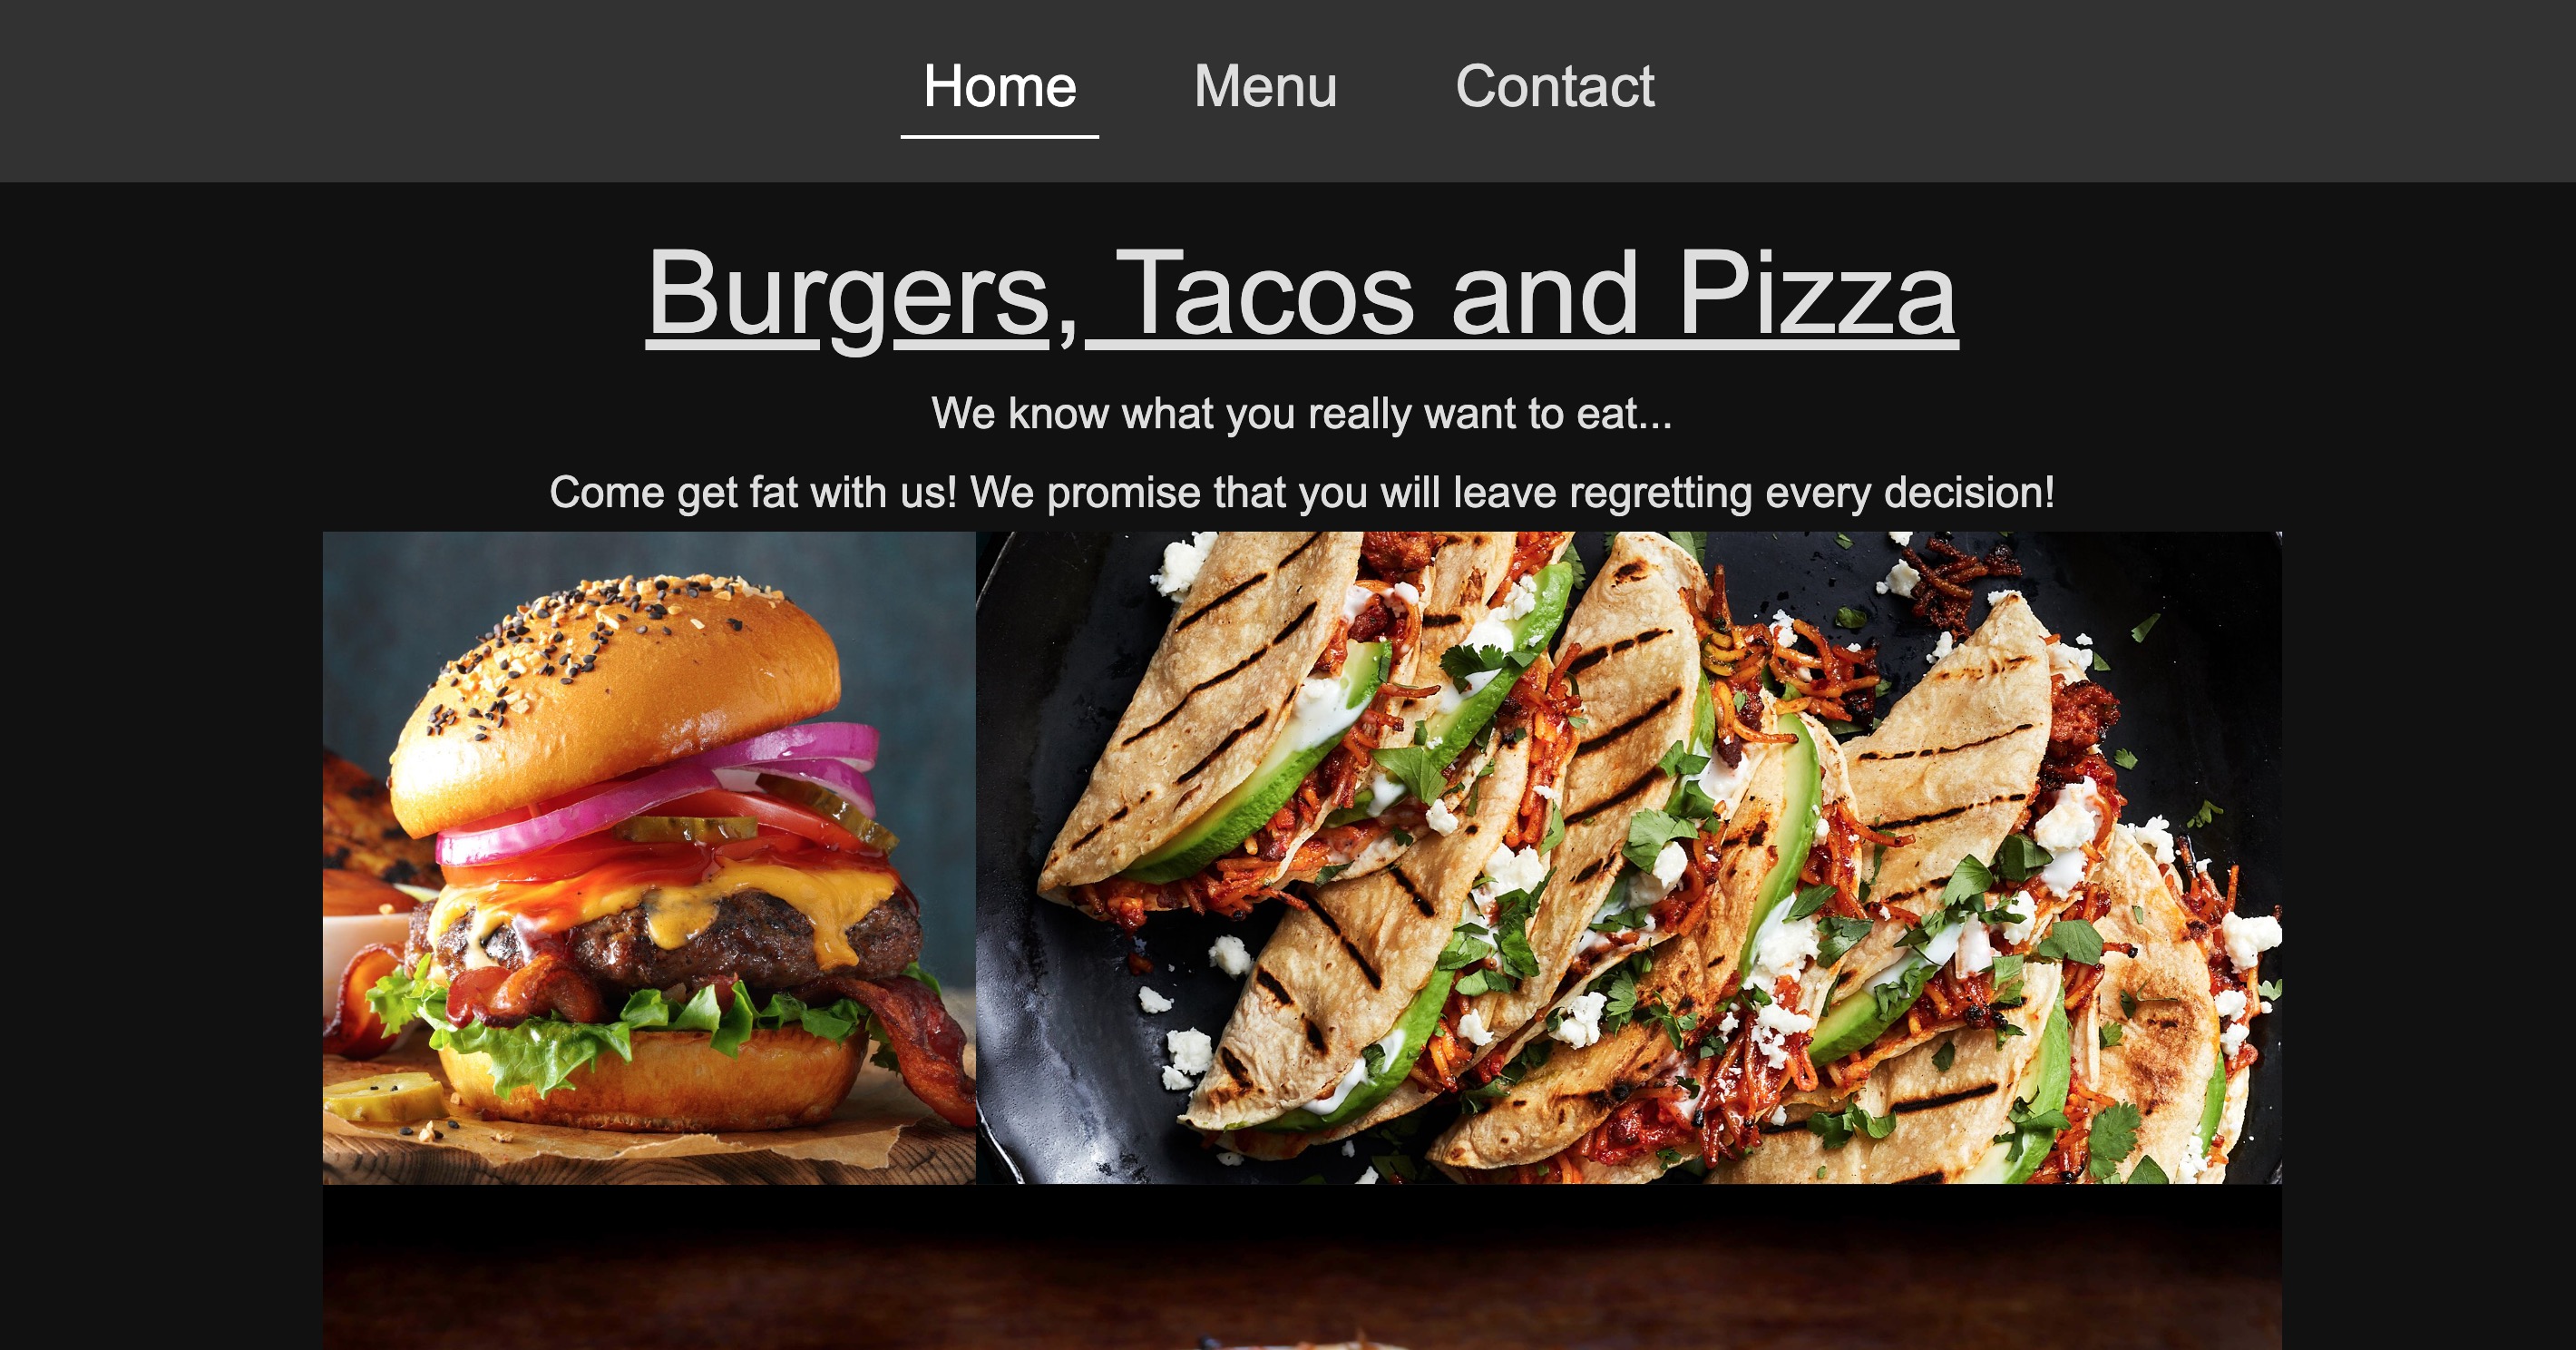 Home Menu Contact
Burgers, Tacos and Pizza
We know what you really want to eat...
Come get fat with us! We promise that you will leave regretting every decision!